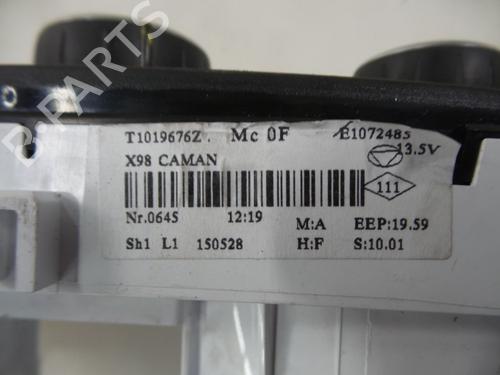 B-PARTS
T1019676Z. Mc 0F E1072485
X98 CAMAN 13.5V
111
Nr.0645 12:19 M:A EEP:19.59
Sh1 L1 150528 H:F S:10.01